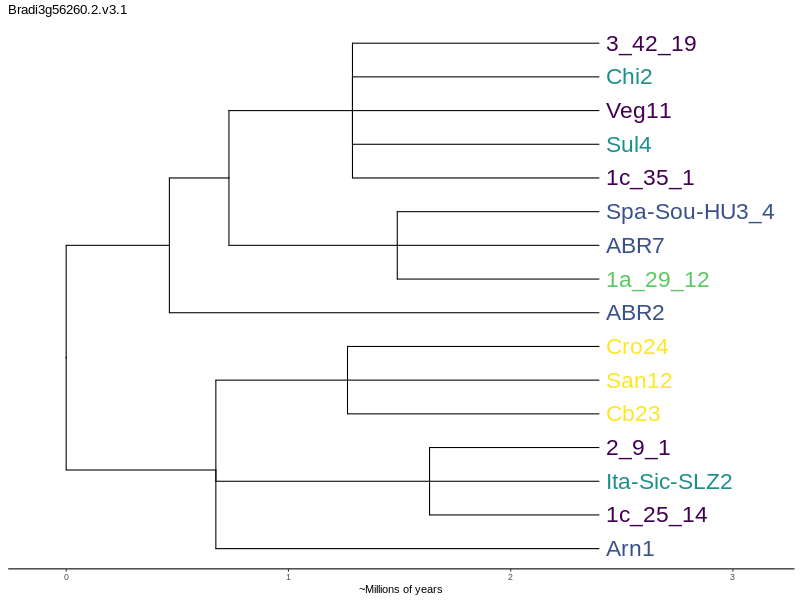 Bradi3g56260.2.v3.1
3_42_19
Chi2
Veg11
Sul4
1c_35_1
Spa-Sou-HU3_4
ABR7
1a_29_12
ABR2
Cro24
San12
Cb23
2_9_1
Ita-Sic-SLZ2
1c_25_14
Arn1
0 1 2 3
~Millions of years